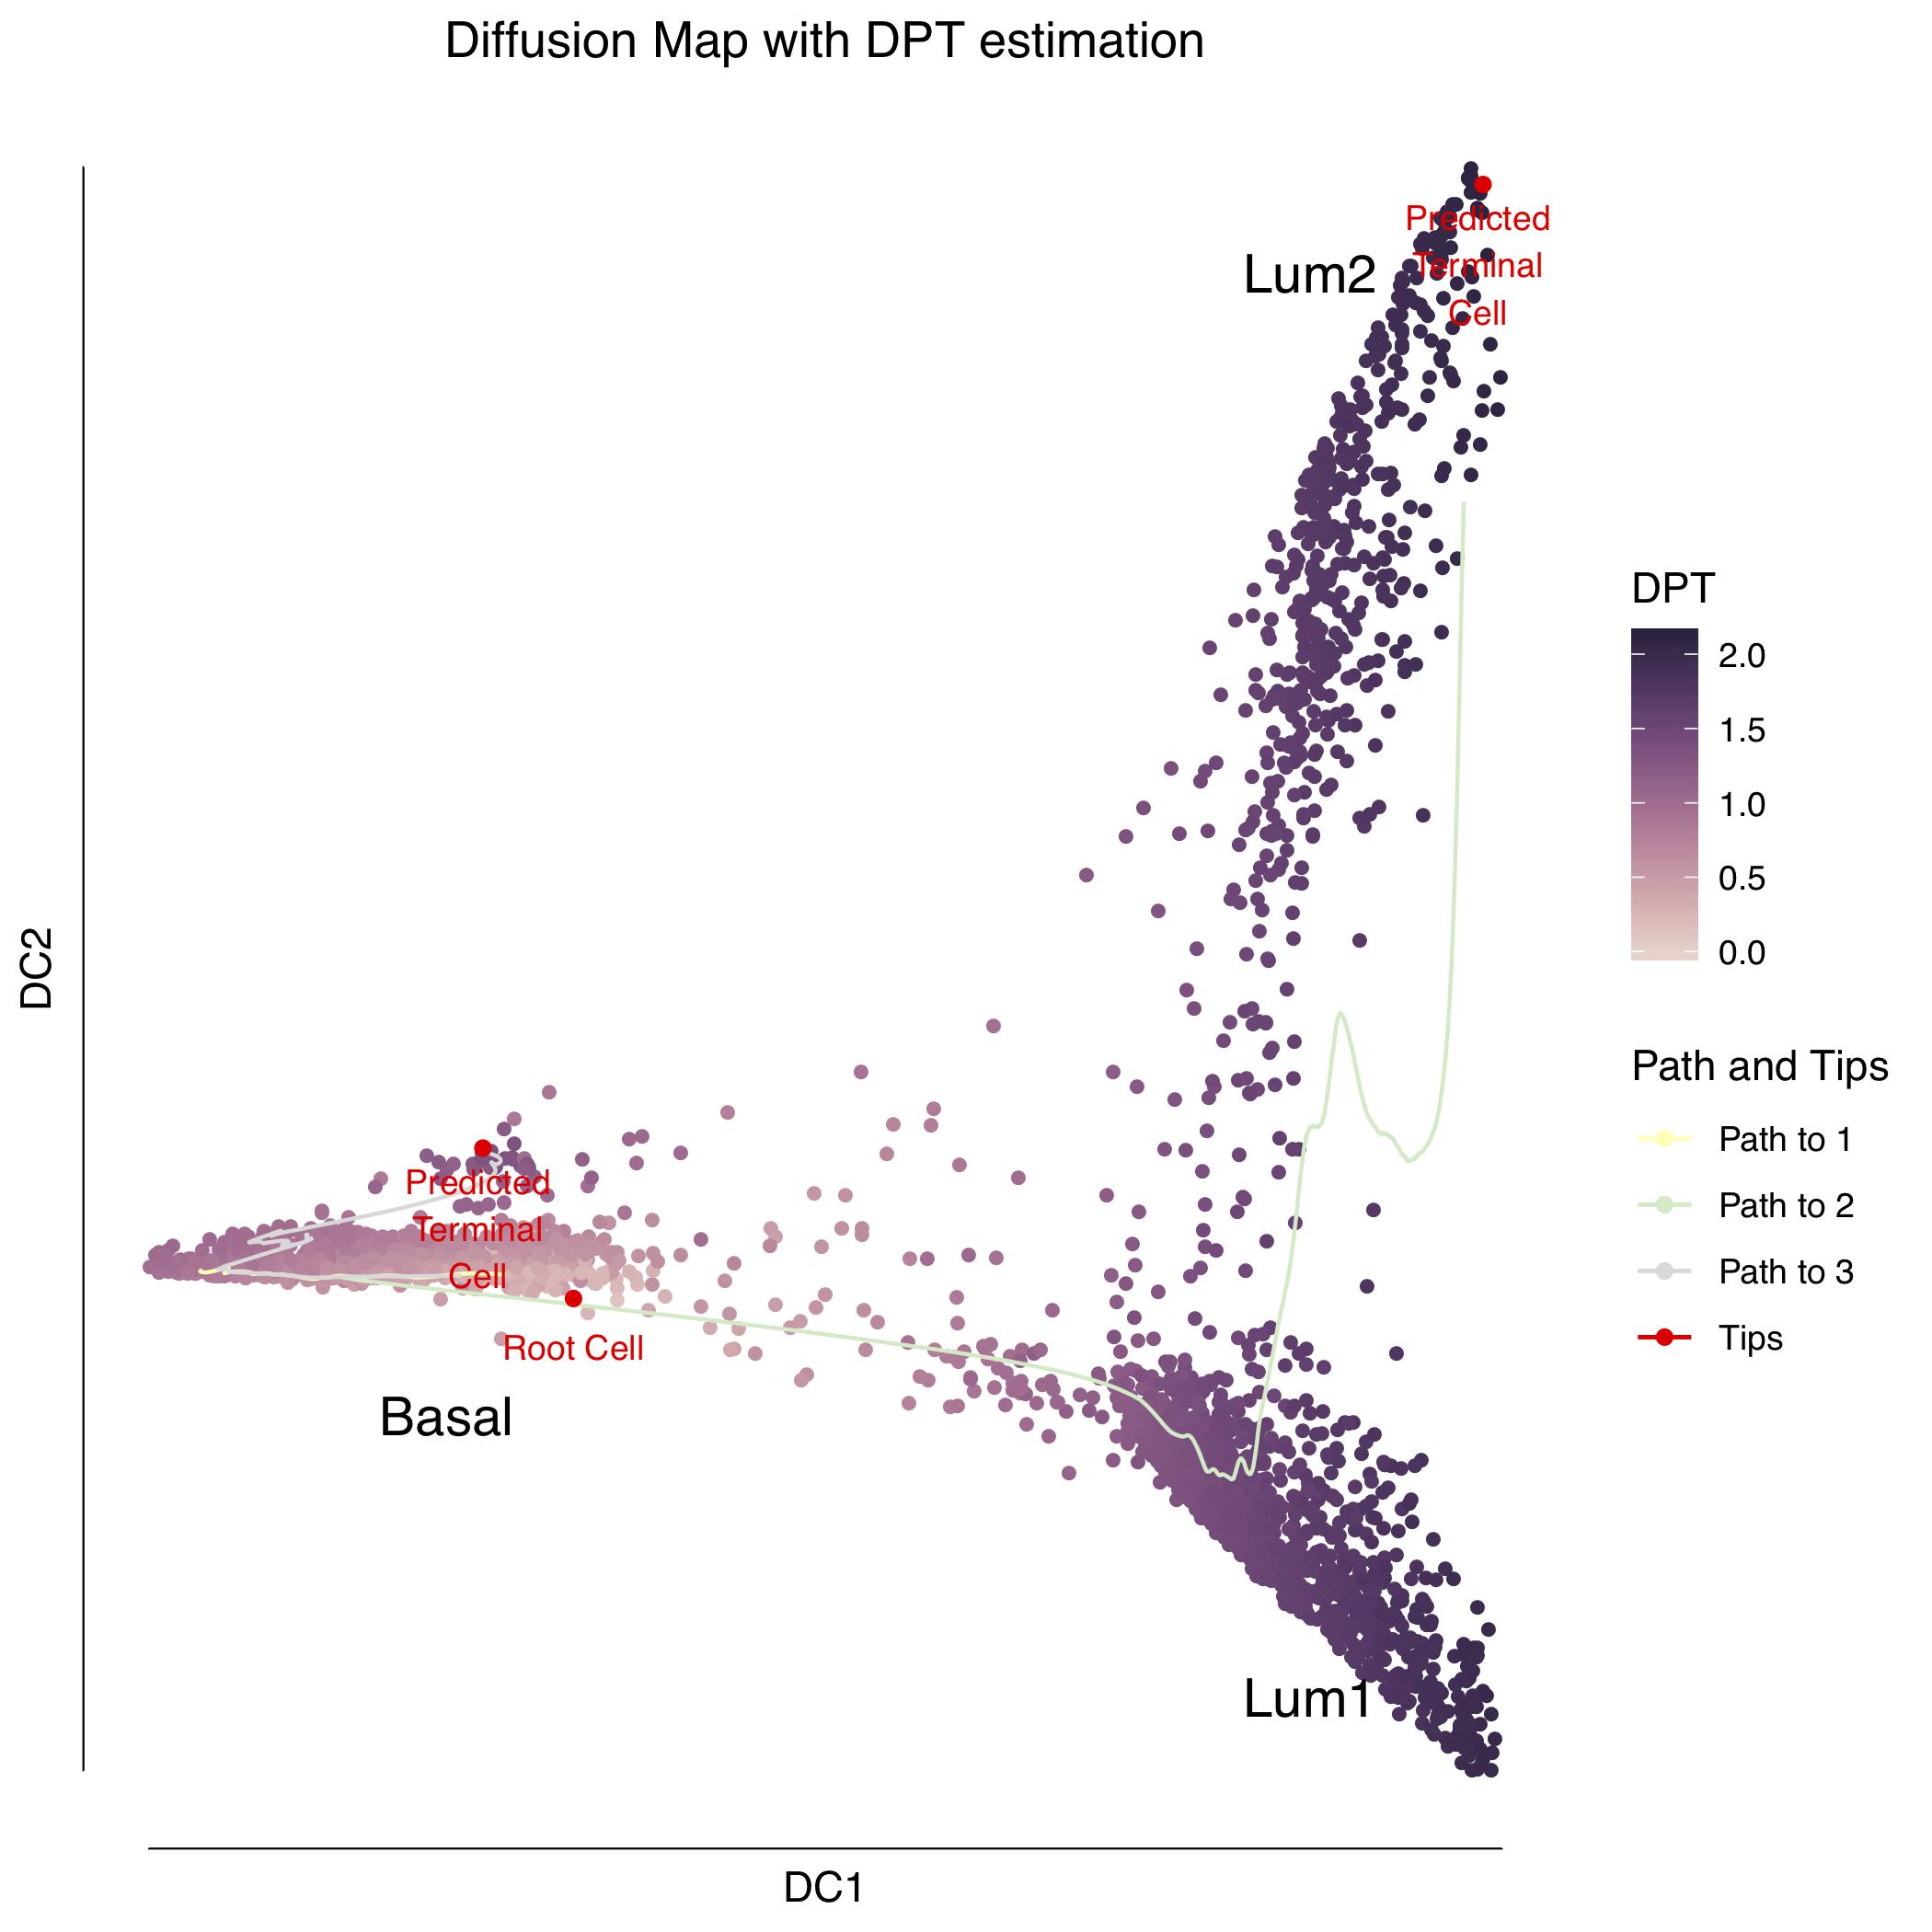 Diffusion Map with DPT estimation
Predicted
Terminal
Cell
Lum2
DPT
2.0
1.5
1.0
0.5
0.0
DC2
Path and Tips
Path to 1
Path to 2
Path to 3
Tips
Predicted
Terminal
Cell
Root Cell
Basal
Lum1
DC1